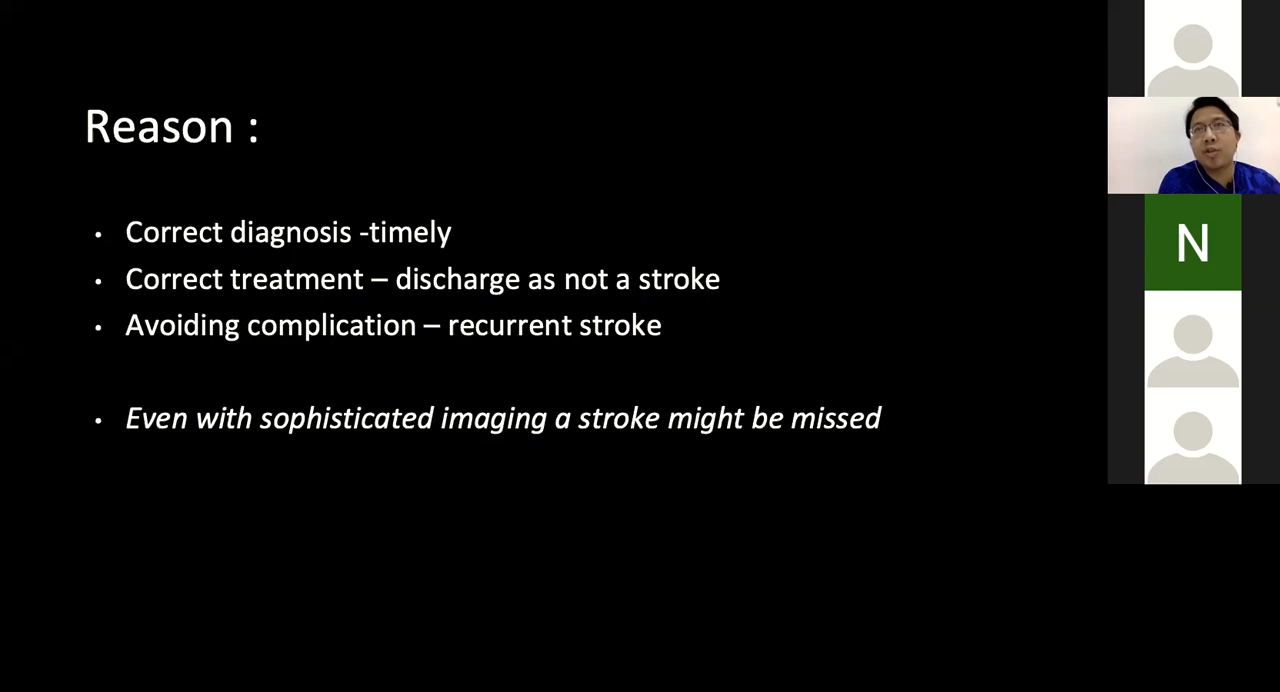 Reason :
• Correct diagnosis -timely
• Correct treatment – discharge as not a stroke
• Avoiding complication – recurrent stroke
• Even with sophisticated imaging a stroke might be missed
N